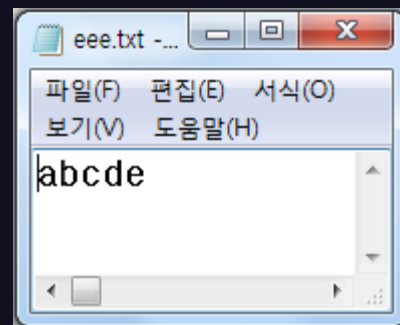 eee.txt -...
파일(F) 편집(E) 서식(O)
보기(V) 도움말(H)
abcde